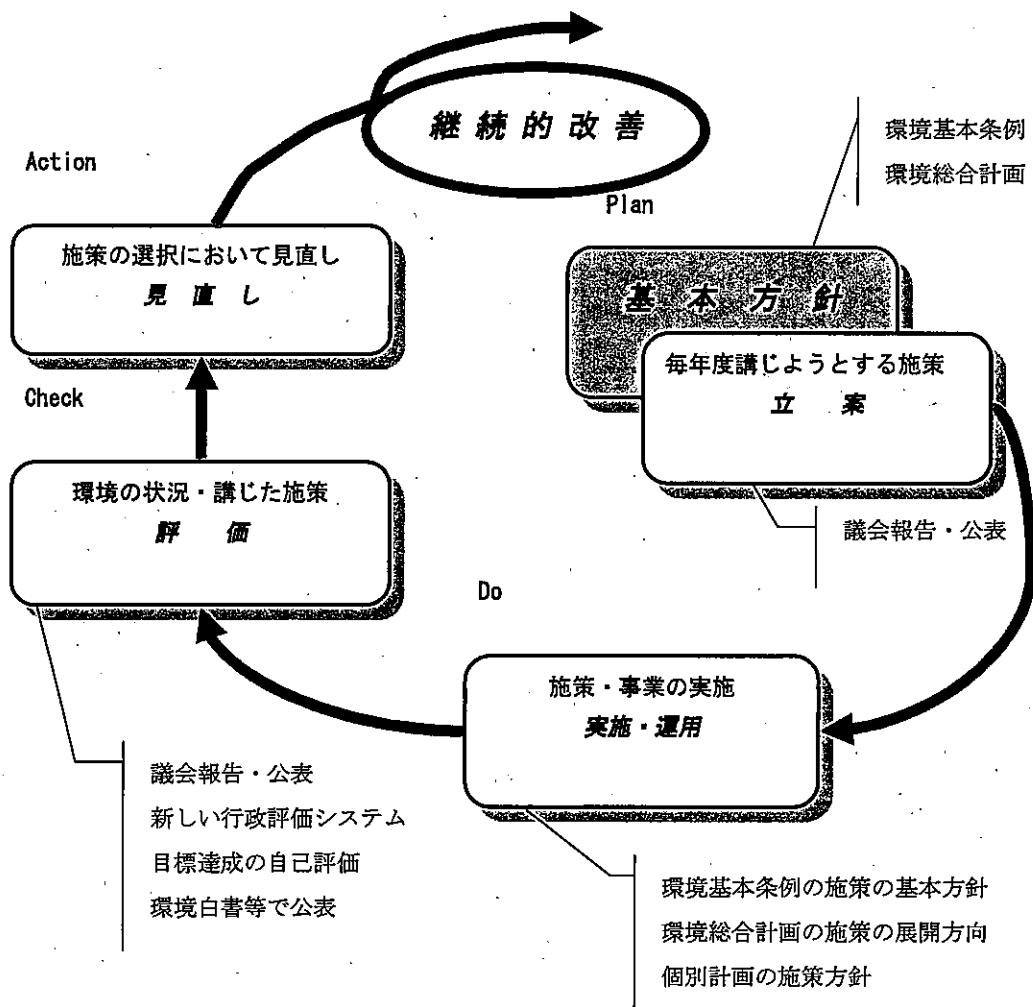 継続的改善
Action
環境基本条例
環境総合計画
Plan
施策の選択において見直し
見直し
基本方針
毎年度講じようとする施策
立案
Check
環境の状況・講じた施策
評価
議会報告・公表
Do
施策・事業の実施
実施・運用
議会報告・公表
新しい行政評価システム
目標達成の自己評価
環境白書等で公表
環境基本条例の施策の基本方針
環境総合計画の施策の展開方向
個別計画の施策方針